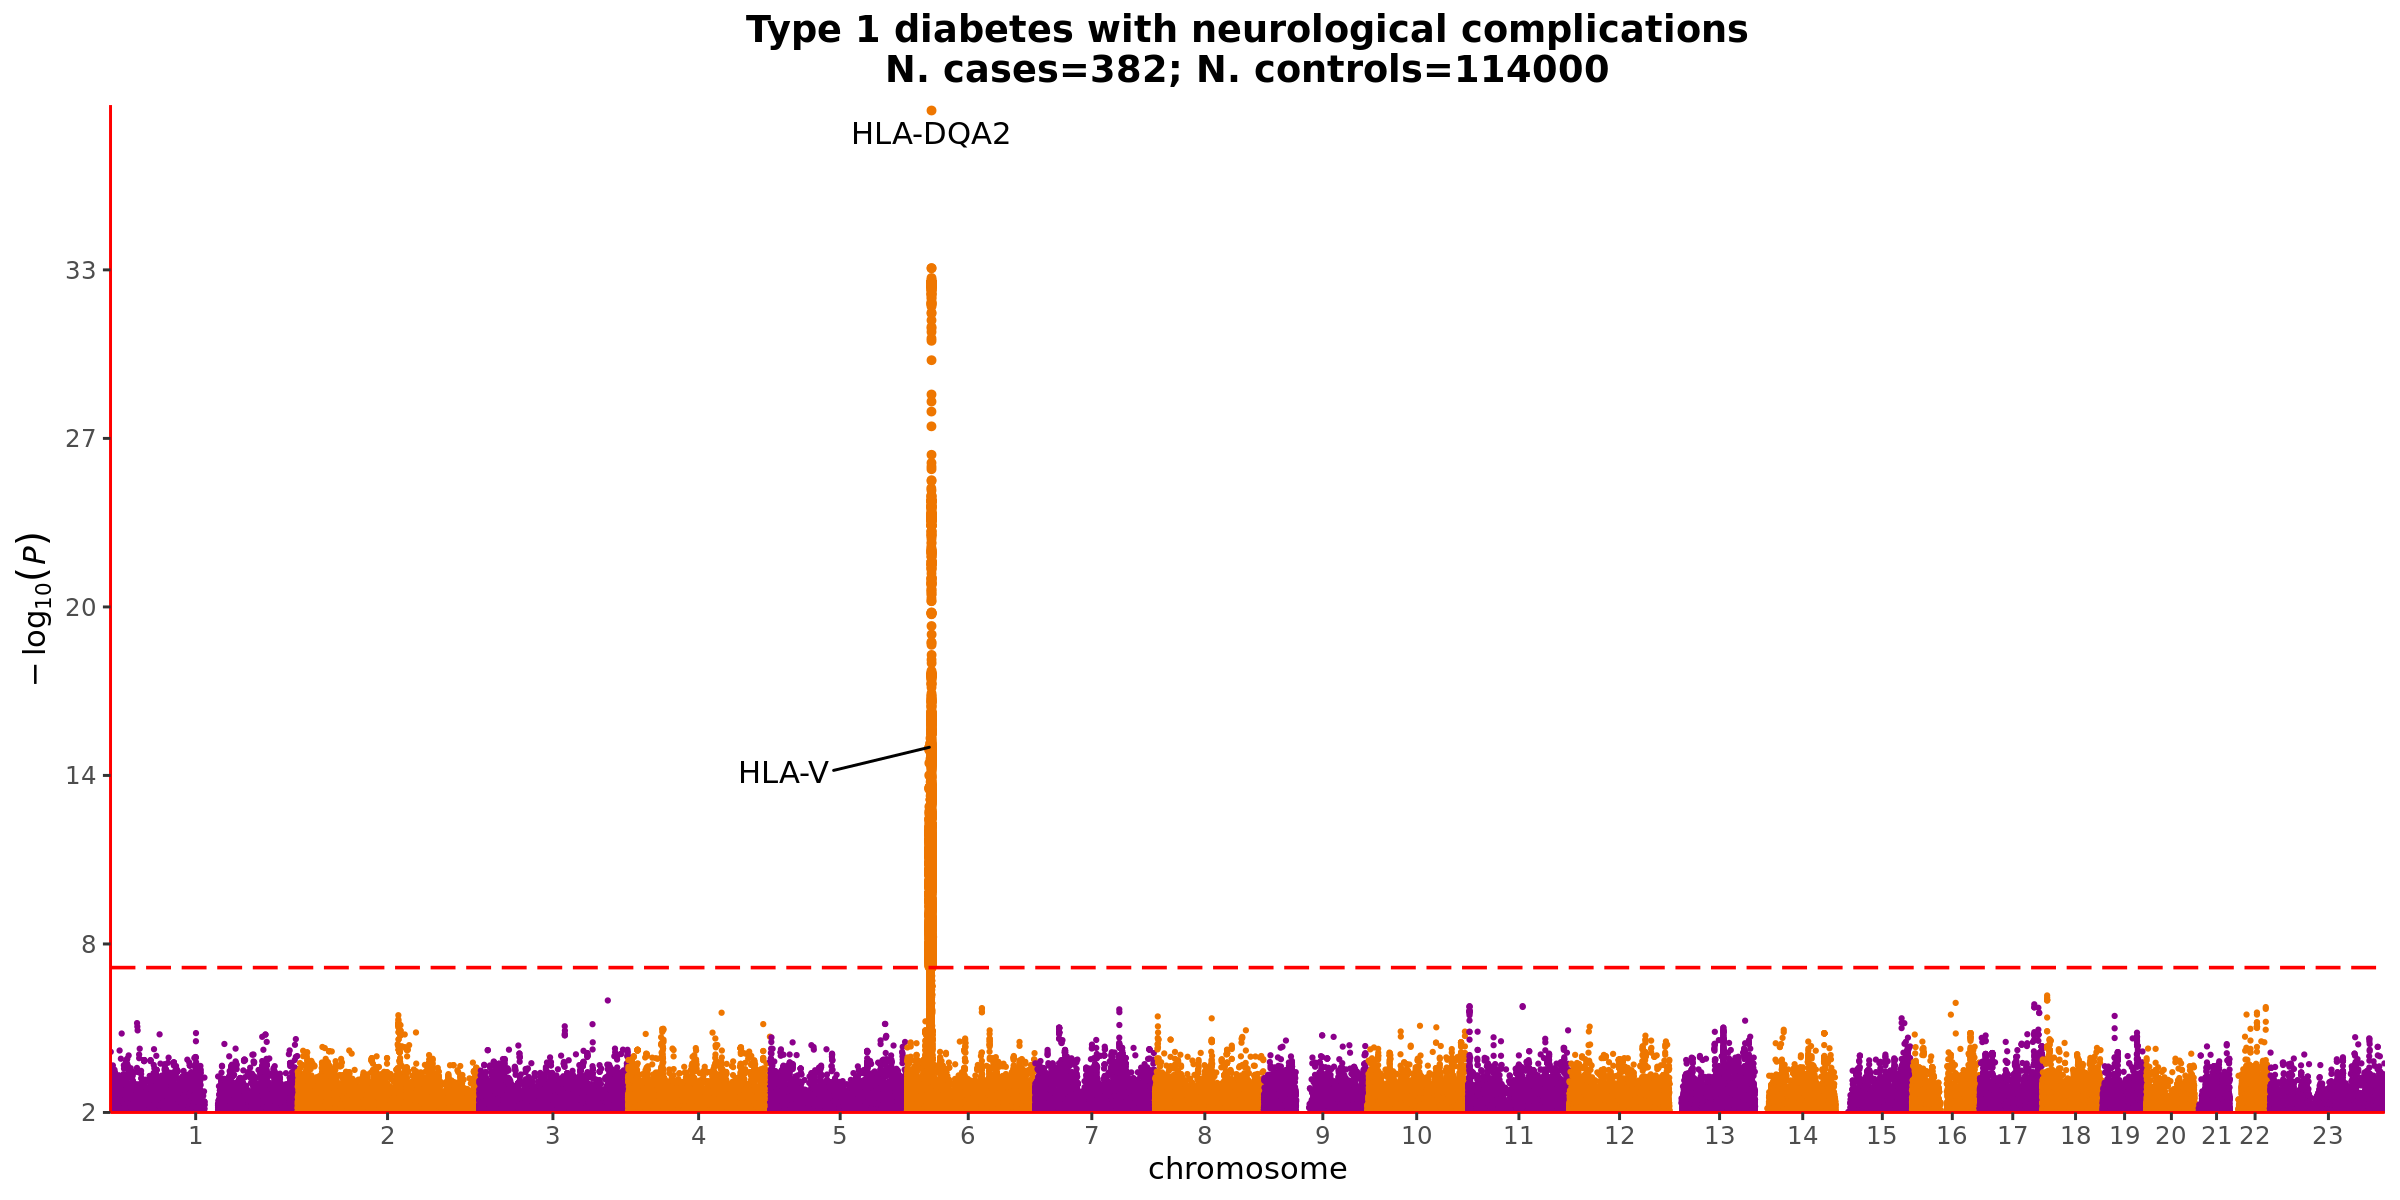 Type 1 diabetes with neurological complications
N. cases=382; N. controls=114000
HLA-DQA2
HLA-V
33
27
20
14
8
2
− log10(P)
1 2 3 4 5 6 7 8 9 10 11 12 13 14 15 16 17 18 19 20 21 22 23
chromosome